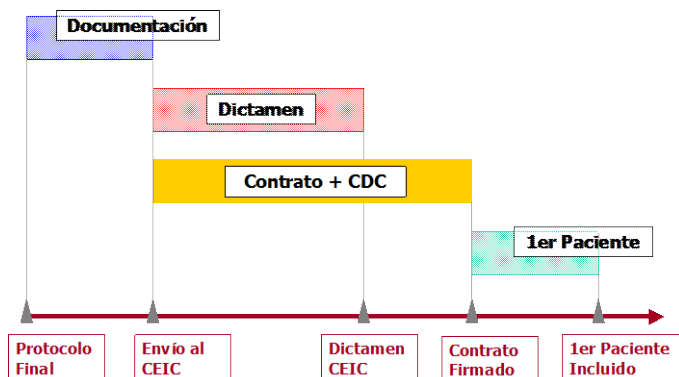 Documentación
Dictamen
Contrato + CDC
1er Paciente
Protocolo
Final
Envío al
CEIC
Dictamen
CEIC
Contrato
Firmado
1er Paciente
Incluido